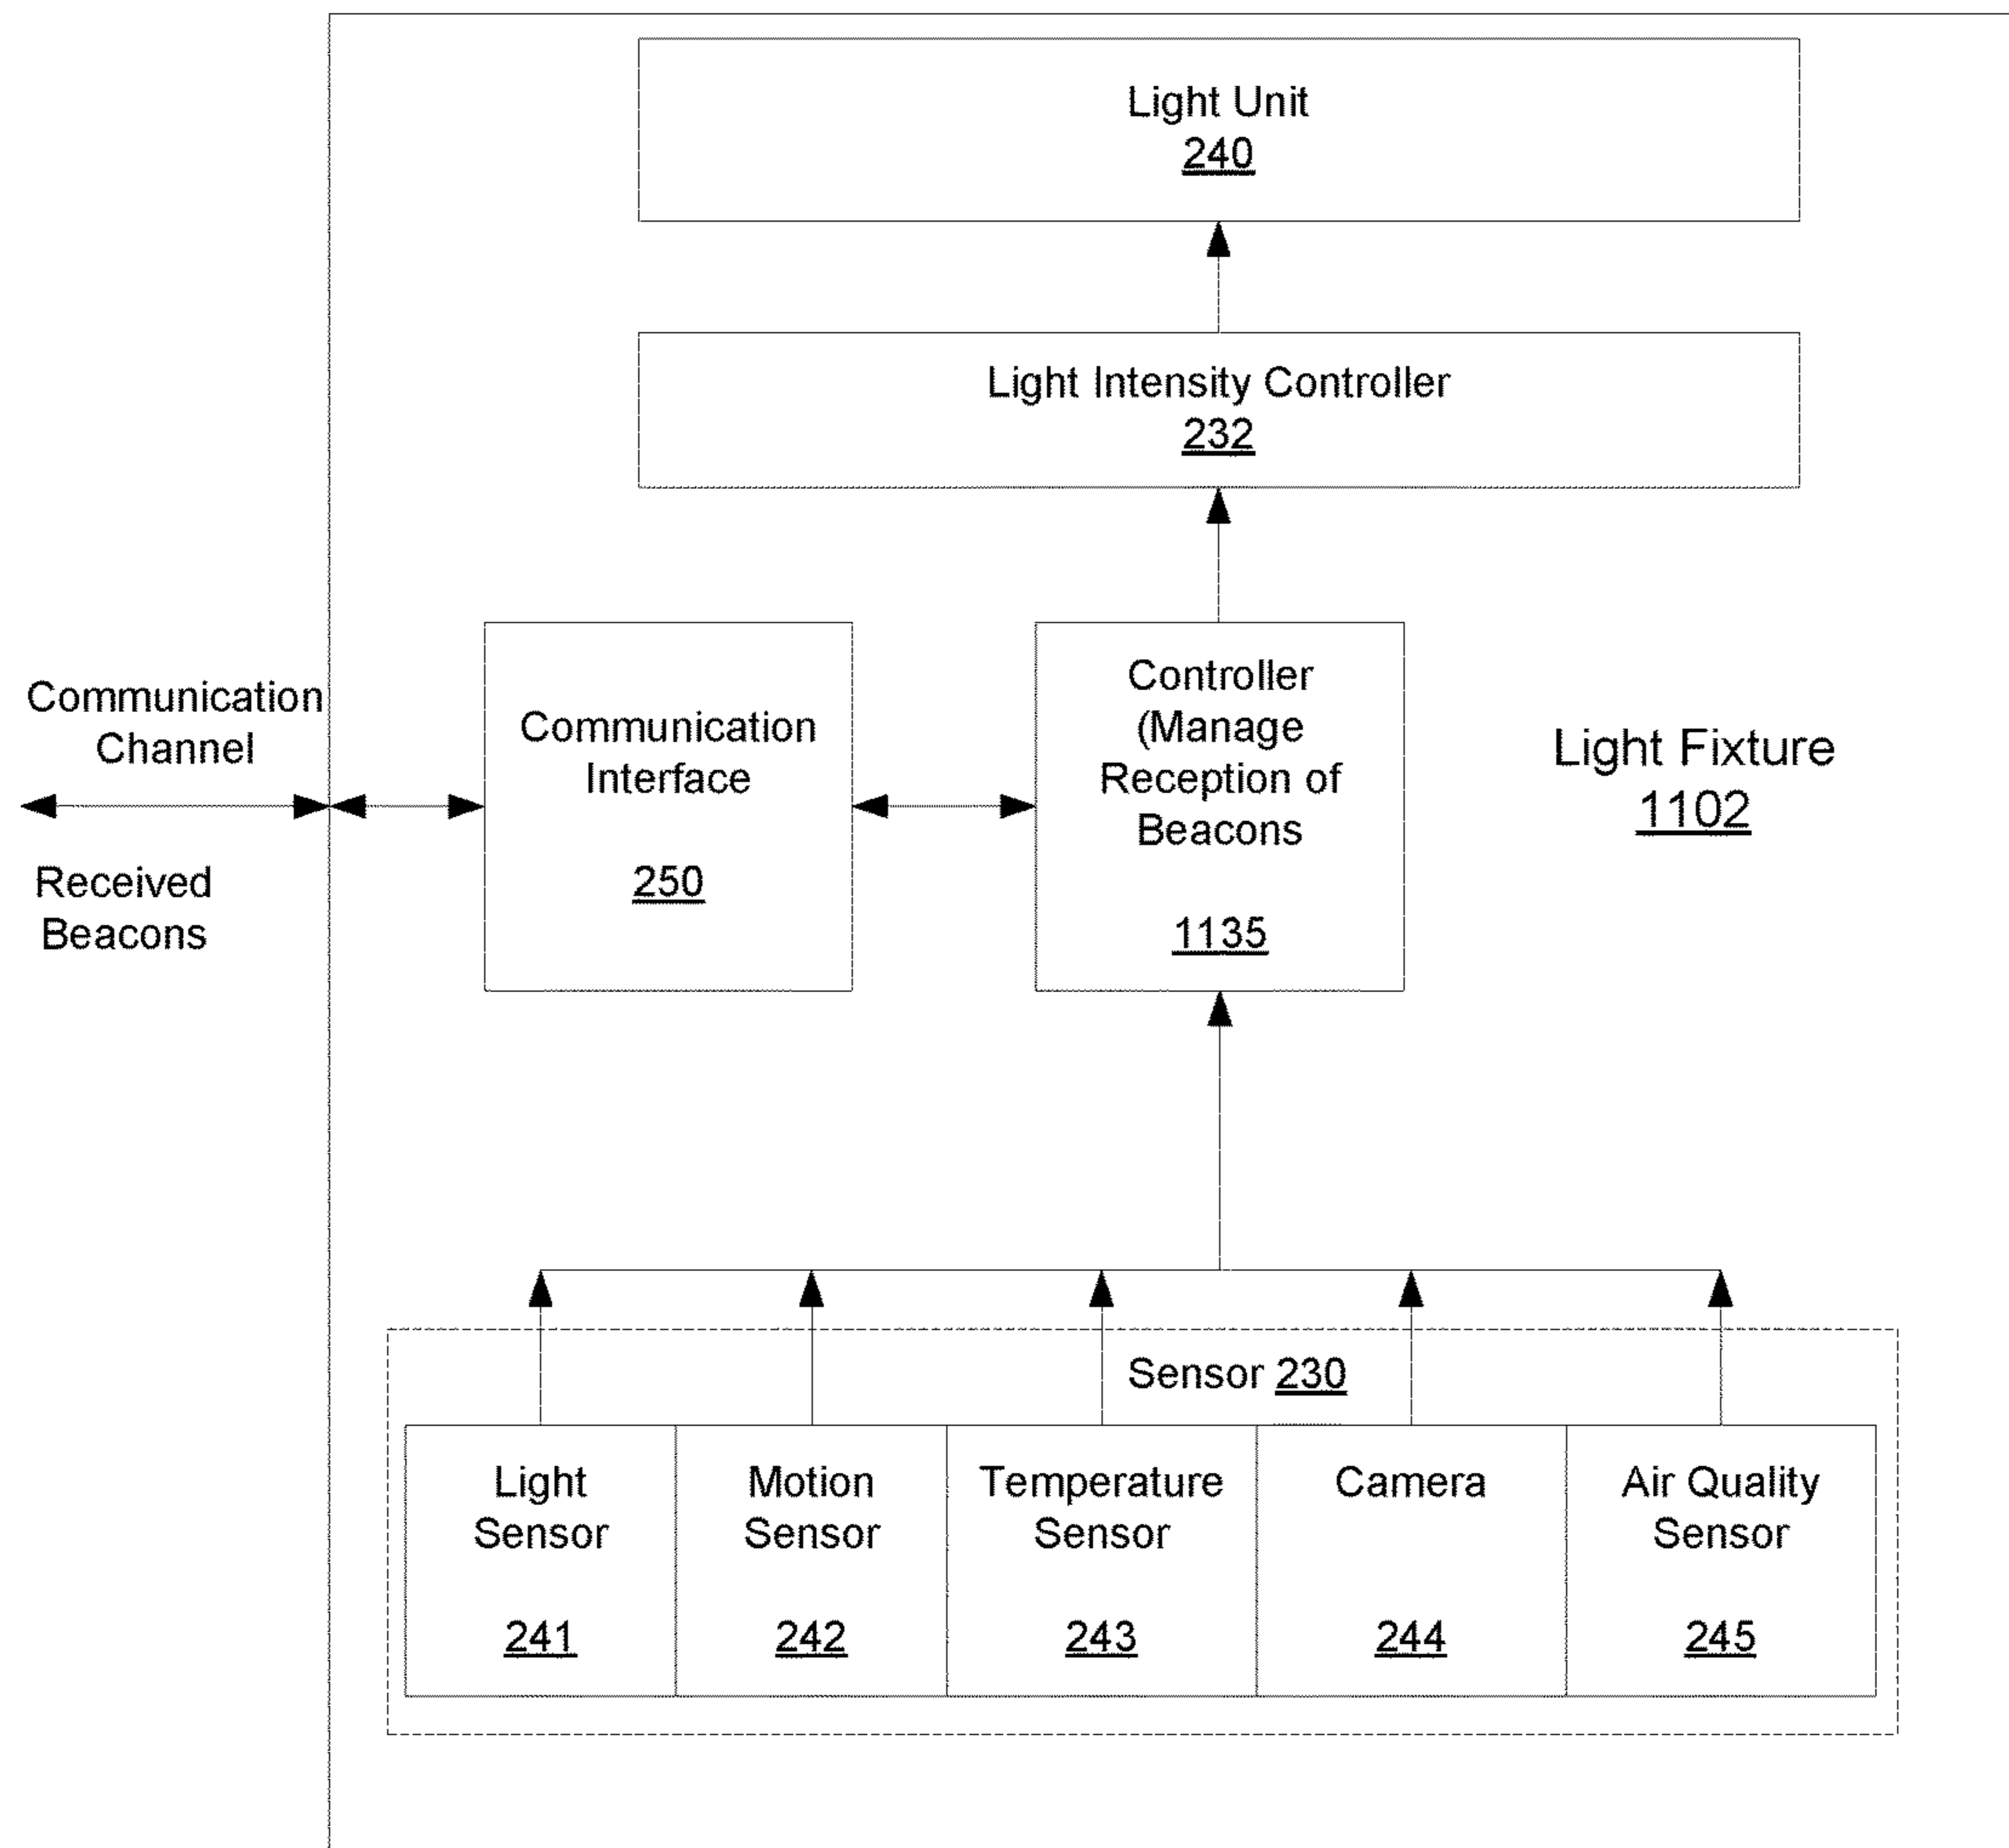 Light Unit
240
Light Intensity Controller
232
Communication
Channel
Received
Beacons
Communication
Interface
250
Controller
(Manage
Reception of
Beacons
1135
Light Fixture
1102
Sensor 230
Light
Sensor
241
Motion
Sensor
242
Temperature
Sensor
243
Camera
244
Air Quality
Sensor
245